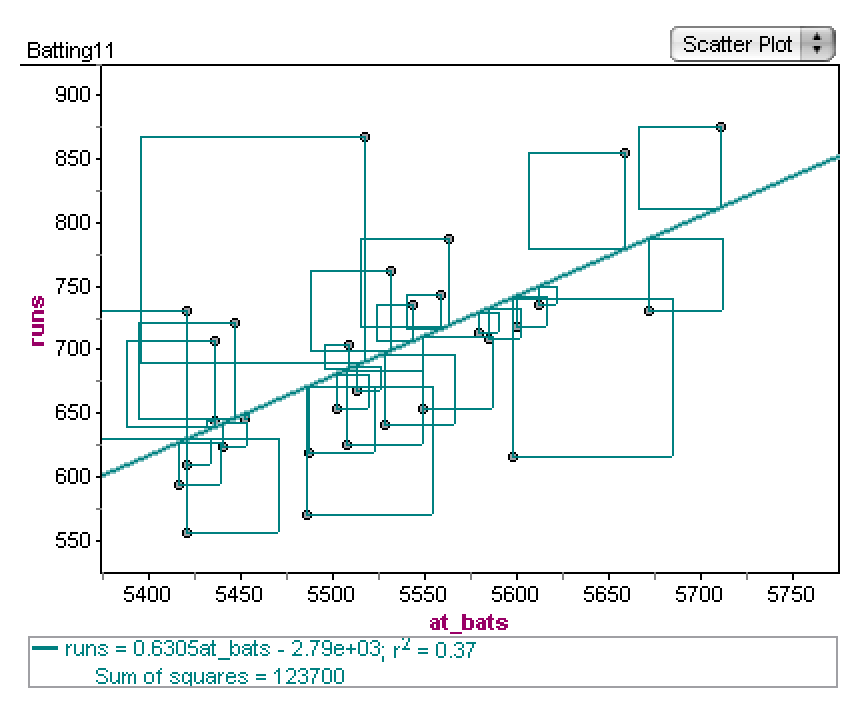 Batting11
Scatter Plot
900
850
800
750
700
650
600
550
runs
5400 5450 5500 5550 5600 5650 5700 5750
at_bats
runs = 0.6305at_bats - 2.79e+03; r² = 0.37
Sum of squares = 123700